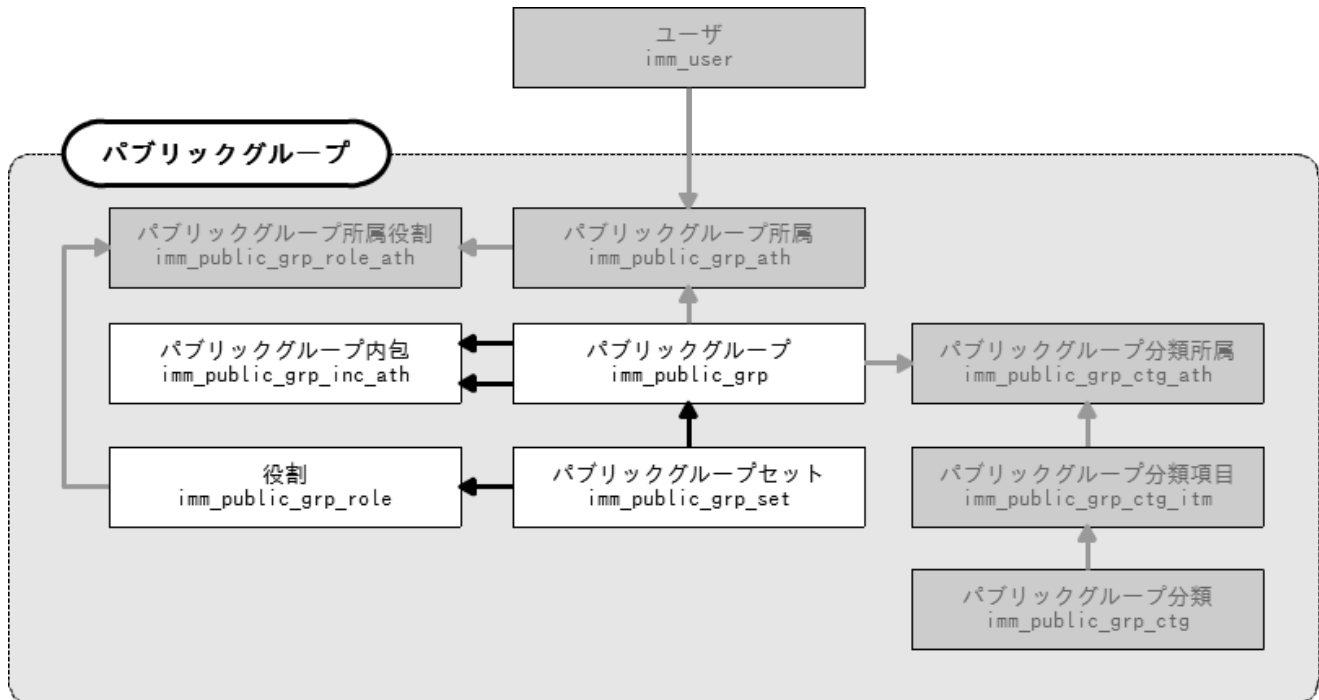 ユーザ
imm_user
パブリックグループ
パブリックグループ所属役割
imm_public_grp_role_ath
パブリックグループ所属
imm_public_grp_ath
パブリックグループ内包
imm_public_grp_inc_ath
パブリックグループ
imm_public_grp
パブリックグループ分類所属
imm_public_grp_ctg_ath
役割
imm_public_grp_role
パブリックグループセット
imm_public_grp_set
パブリックグループ分類項目
imm_public_grp_ctg_itm
パブリックグループ分類
imm_public_grp_ctg